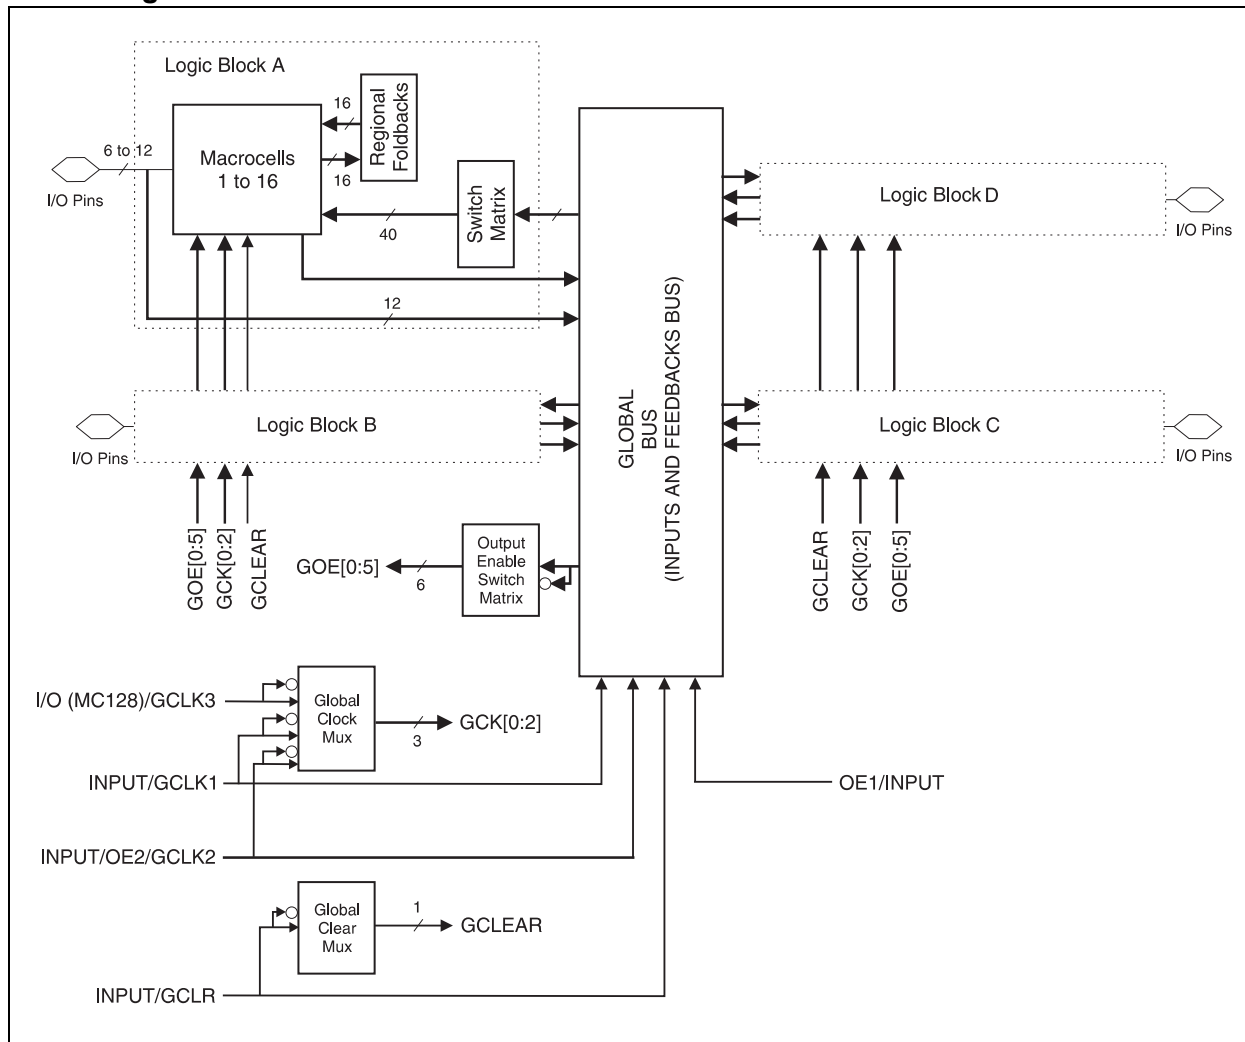 Logic Block A
16
Regional
Foldbacks
Macrocells
1 to 16
16
6 to 12
I/O Pins
Switch
Matrix
40
12
Logic Block D
I/O Pins
GLOBAL
BUS
(INPUTS AND FEEDBACKS BUS)
Logic Block B
I/O Pins
Logic Block C
I/O Pins
GOE[0:5]
GCK[0:2]
GCLEAR
GCLEAR
GCK[0:2]
GOE[0:5]
GOE[0:5]
6
Output
Enable
Switch
Matrix
I/O (MC128)/GCLK3
Global
Clock
Mux
3
GCK[0:2]
INPUT/GCLK1
OE1/INPUT
INPUT/OE2/GCLK2
Global
Clear
Mux
1
GCLEAR
INPUT/GCLR